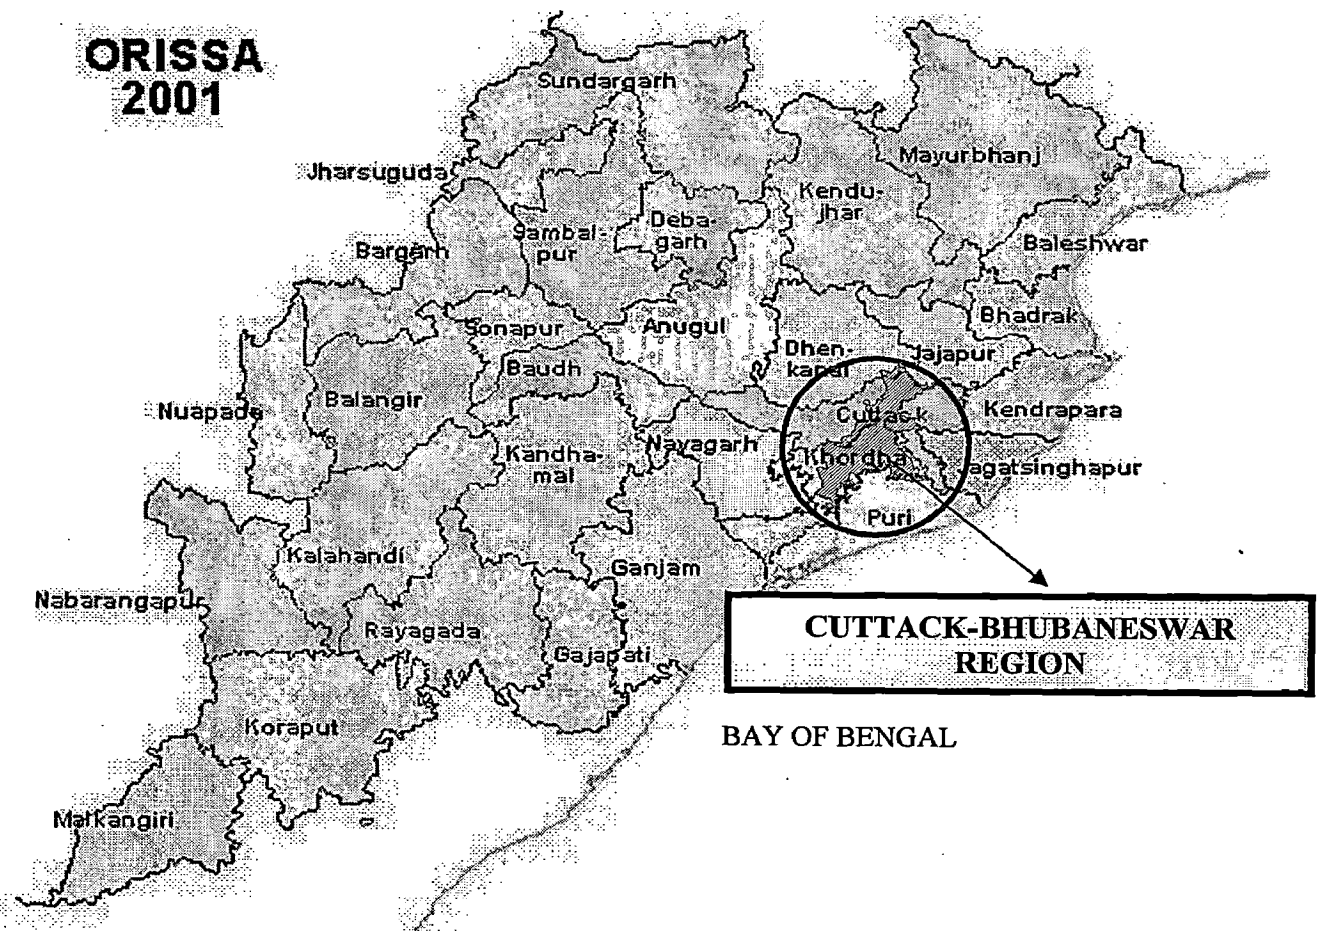 ORISSA
2001
Sundargarh
Mayurbhanj
Jharsuguda
Kendu-
jhar
Deba-
garh
Sambal-
pur
Bargarh
Baleshwar
Sonapur
Anugul
Bhadrak
Dhen-
kanal
Jajapur
Baudh
Balangir
Nuapada
Cuttack
Kendrapara
Nayagarh
Kandha-
mal
Khordha
agatsinghapur
Puri
Kalahandi
Ganjam
Nabarangapur
Rayagada
Gajapati
CUTTACK-BHUBANESWAR
REGION
Koraput
BAY OF BENGAL
Malkangiri